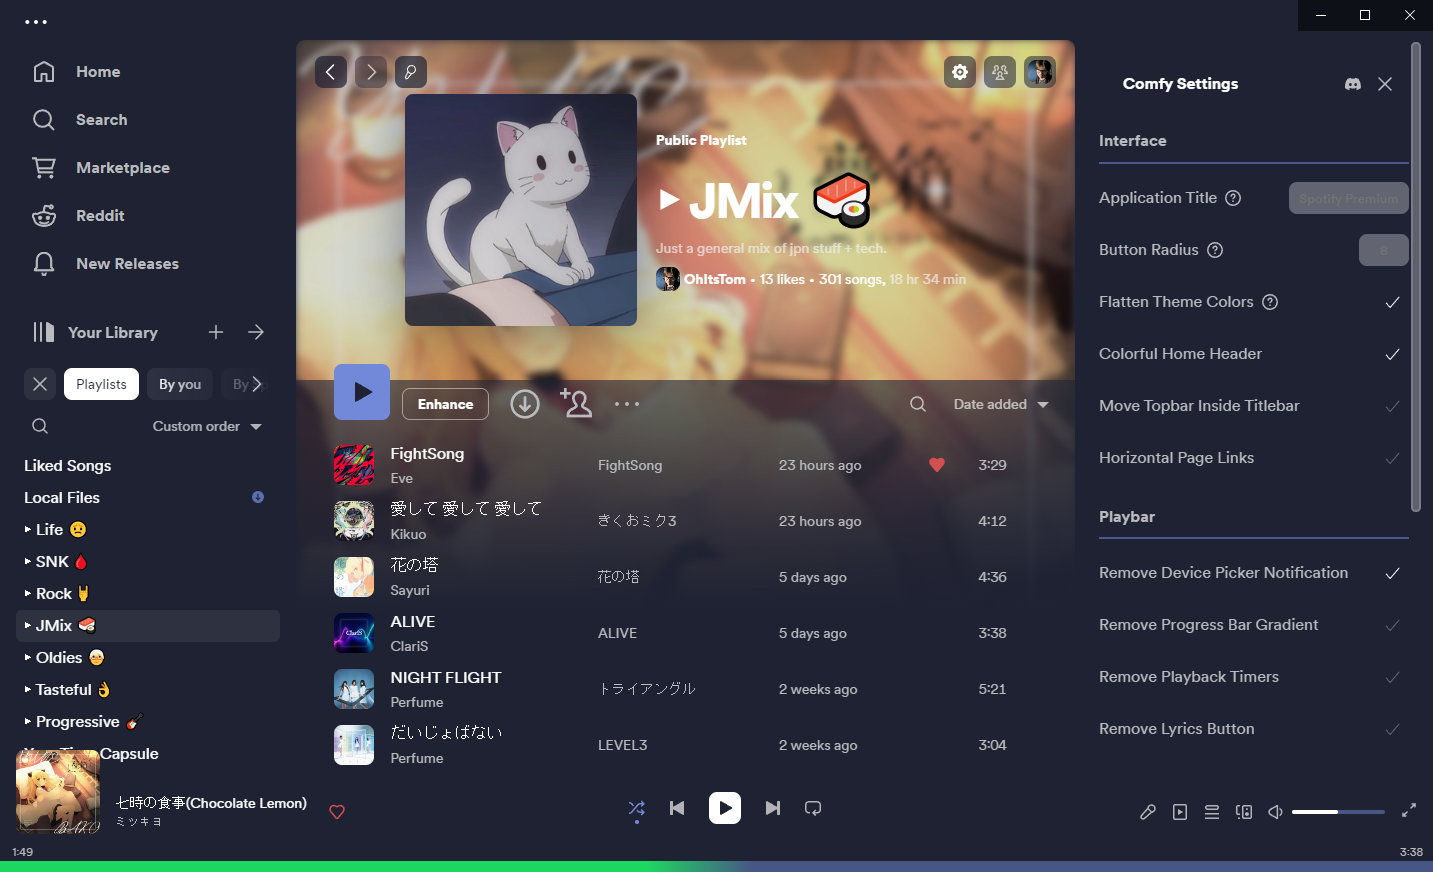 Home
Search
Marketplace
Reddit
New Releases
Your Library
Playlists
By you
By
Custom order
Liked Songs
Local Files
Life
SNK
Rock
JMix
Oldies
Tasteful
Progressive
Capsule
七時の食事(Chocolate Lemon)
ミツキヨ
1:49
Public Playlist
JMix
Just a general mix of jpn stuff + tech.
OhItsTom • 13 likes • 301 songs, 18 hr 34 min
Enhance
Date added
FightSong
Eve
FightSong
23 hours ago
3:29
愛して 愛して 愛して
Kikuo
きくおミク3
23 hours ago
4:12
花の塔
Sayuri
花の塔
5 days ago
4:36
ALIVE
ClariS
ALIVE
5 days ago
3:38
NIGHT FLIGHT
Perfume
トライアングル
2 weeks ago
5:21
だいじょばない
Perfume
LEVEL3
2 weeks ago
3:04
Comfy Settings
Interface
Application Title
Spotify Premium
Button Radius
8
Flatten Theme Colors
Colorful Home Header
Move Topbar Inside Titlebar
Horizontal Page Links
Playbar
Remove Device Picker Notification
Remove Progress Bar Gradient
Remove Playback Timers
Remove Lyrics Button
3:38